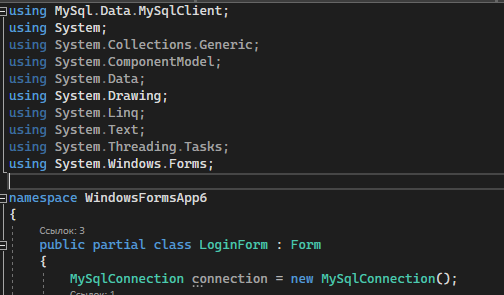 using MySql.Data.MySqlClient;
using System;
using System.Collections.Generic;
using System.ComponentModel;
using System.Data;
using System.Drawing;
using System.Linq;
using System.Text;
using System.Threading.Tasks;
using System.Windows.Forms;
namespace WindowsFormsApp6
{
Ссылок: 3
public partial class LoginForm : Form
{
MySqlConnection connection = new MySqlConnection();
Ссылок: 1